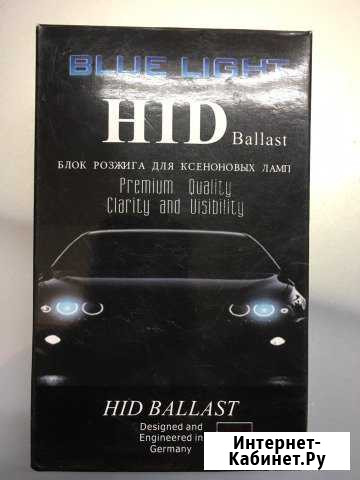 BLUE LIGHT
HID Ballast
БЛОК РОЗЖИГА ДЛЯ КСЕНОНОВЫХ ЛАМП
Premium Quality
Clarity and Visibility
HID BALLAST
Designed and
Engineered in
Germany
Интернет-
Кабинет.Ру